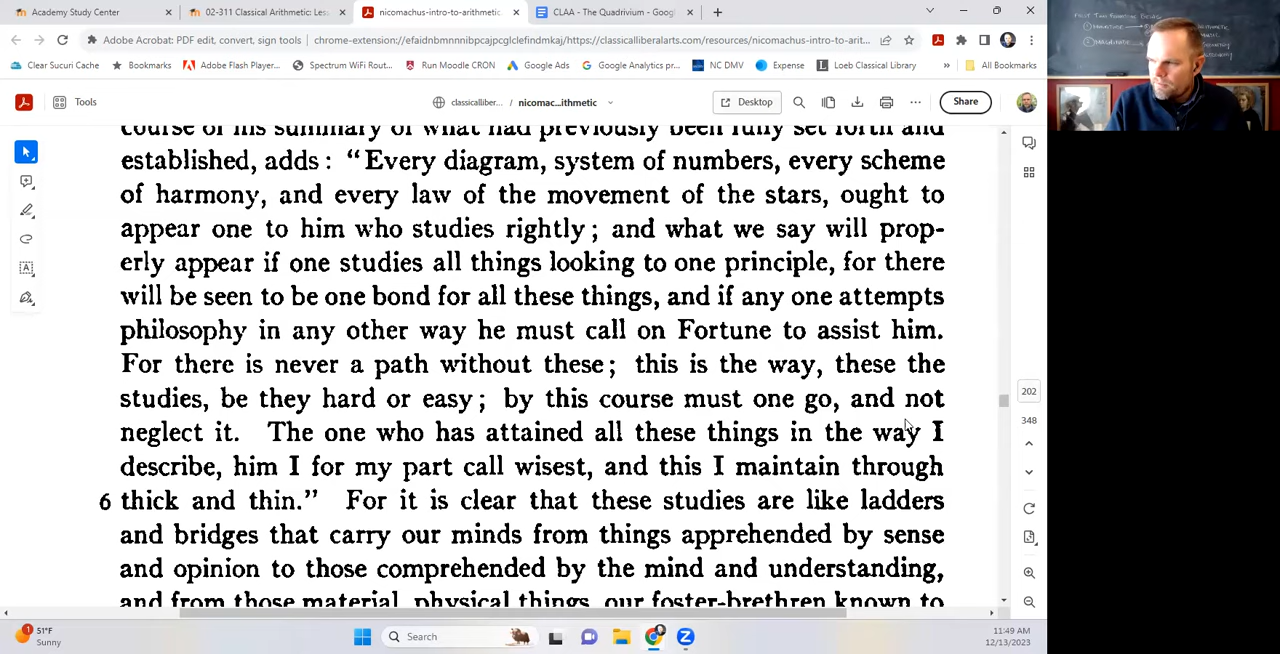 Academy Study Center
02-311 Classical Arithmetic: Les
nicomachus-intro-to-arithmetic
CLAA - The Quadrivium - Goog
Adobe Acrobat: PDF edit, convert, sign tools
chrome-extension://efaidnbmnnnibpcajpcglclefindmkaj/https://classicalliberalarts.com/resources/nicomachus-intro-to-arit...
Clear Sucuri Cache
Bookmarks
Adobe Flash Player...
Spectrum WiFi Rout...
Run Moodle CRON
Google Ads
Google Analytics pr...
NC DMV
Expense
Loeb Classical Library
»
All Bookmarks
Tools
classicalliber... / nicomac...ithmetic
Desktop
Share
course of his summary of what had previously been fully set forth and
established, adds: “Every diagram, system of numbers, every scheme
of harmony, and every law of the movement of the stars, ought to
appear one to him who studies rightly; and what we say will prop-
erly appear if one studies all things looking to one principle, for there
will be seen to be one bond for all these things, and if any one attempts
philosophy in any other way he must call on Fortune to assist him.
For there is never a path without these; this is the way, these the
studies, be they hard or easy; by this course must one go, and not
neglect it. The one who has attained all these things in the way I
describe, him I for my part call wisest, and this I maintain through
6 thick and thin.” For it is clear that these studies are like ladders
and bridges that carry our minds from things apprehended by sense
and opinion to those comprehended by the mind and understanding,
and from those material, physical things, our foster-brethren known to
202
348
51°F
Sunny
Search
11:49 AM
12/13/2023